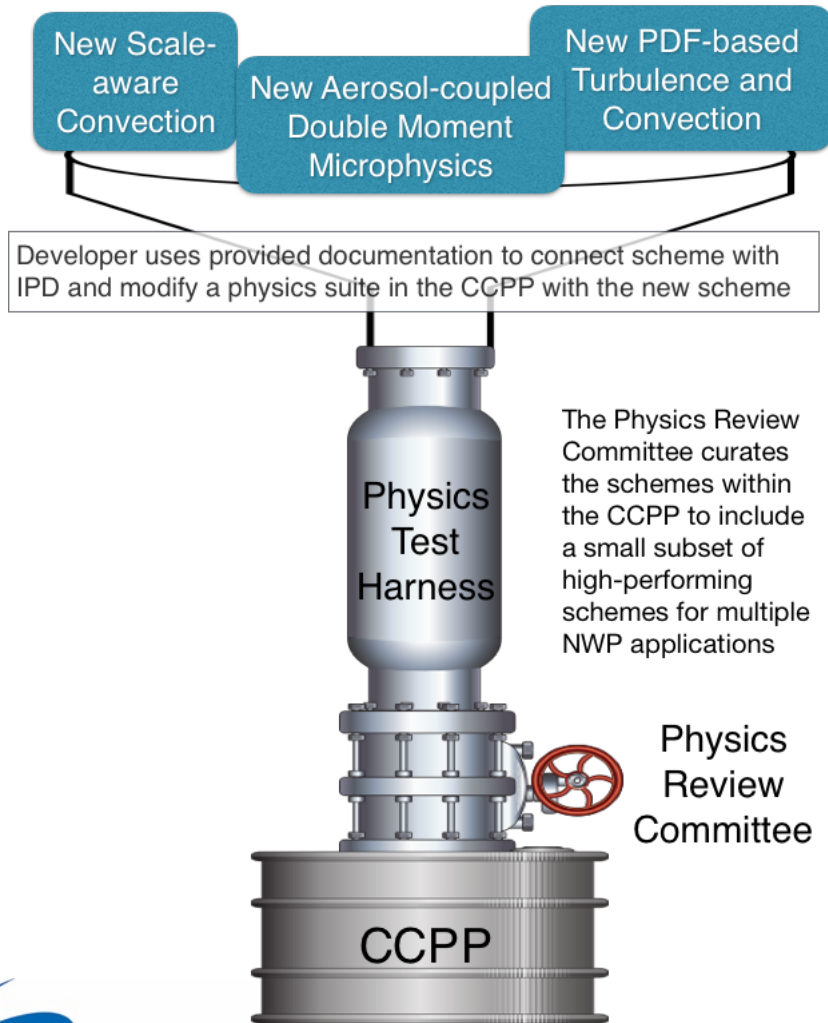 New Scale-
aware
Convection
New Aerosol-coupled
Double Moment
Microphysics
New PDF-based
Turbulence and
Convection
Developer uses provided documentation to connect scheme with
IPD and modify a physics suite in the CCPP with the new scheme
Physics
Test
Harness
The Physics Review
Committee curates
the schemes within
the CCPP to include
a small subset of
high-performing
schemes for multiple
NWP applications
Physics
Review
Committee
CCPP